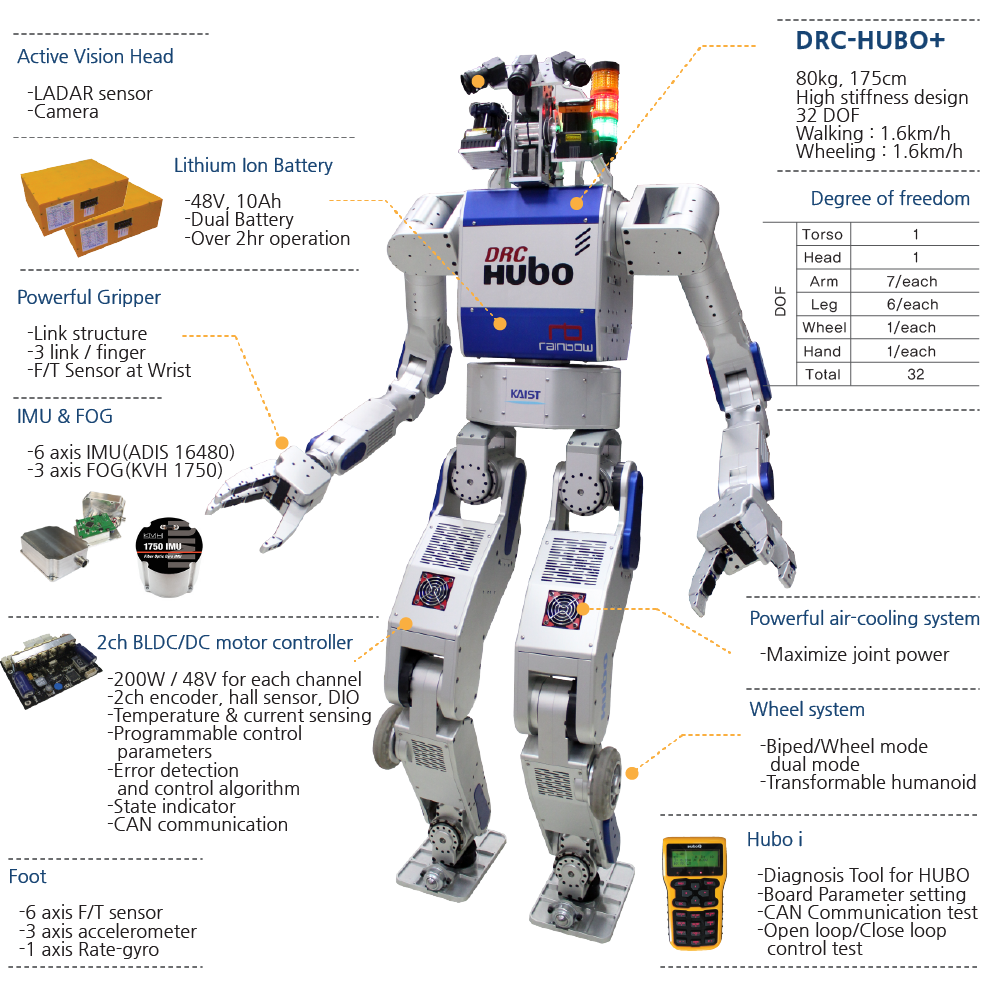 Active Vision Head
-LADAR sensor
-Camera
Lithium Ion Battery
-48V, 10Ah
-Dual Battery
-Over 2hr operation
Powerful Gripper
-Link structure
-3 link / finger
-F/T Sensor at Wrist
IMU & FOG
-6 axis IMU(ADIS 16480)
-3 axis FOG(KVH 1750)
KVH
1750 IMU
Fiber Optic Gyro IMU
2ch BLDC/DC motor controller
-200W / 48V for each channel
-2ch encoder, hall sensor, DIO
-Temperature & current sensing
-Programmable control
parameters
-Error detection
and control algorithm
-State indicator
-CAN communication
Foot
-6 axis F/T sensor
-3 axis accelerometer
-1 axis Rate-gyro
DRC
HUBO
rainbow
KAIST
HUBO
DRC-HUBO+
80kg, 175cm
High stiffness design
32 DOF
Walking : 1.6km/h
Wheeling : 1.6km/h
Degree of freedom
DOF
Torso 1
Head 1
Arm 7/each
Leg 6/each
Wheel 1/each
Hand 1/each
Total 32
Powerful air-cooling system
-Maximize joint power
Wheel system
-Biped/Wheel mode
dual mode
-Transformable humanoid
Hubo i
-Diagnosis Tool for HUBO
-Board Parameter setting
-CAN Communication test
-Open loop/Close loop
control test